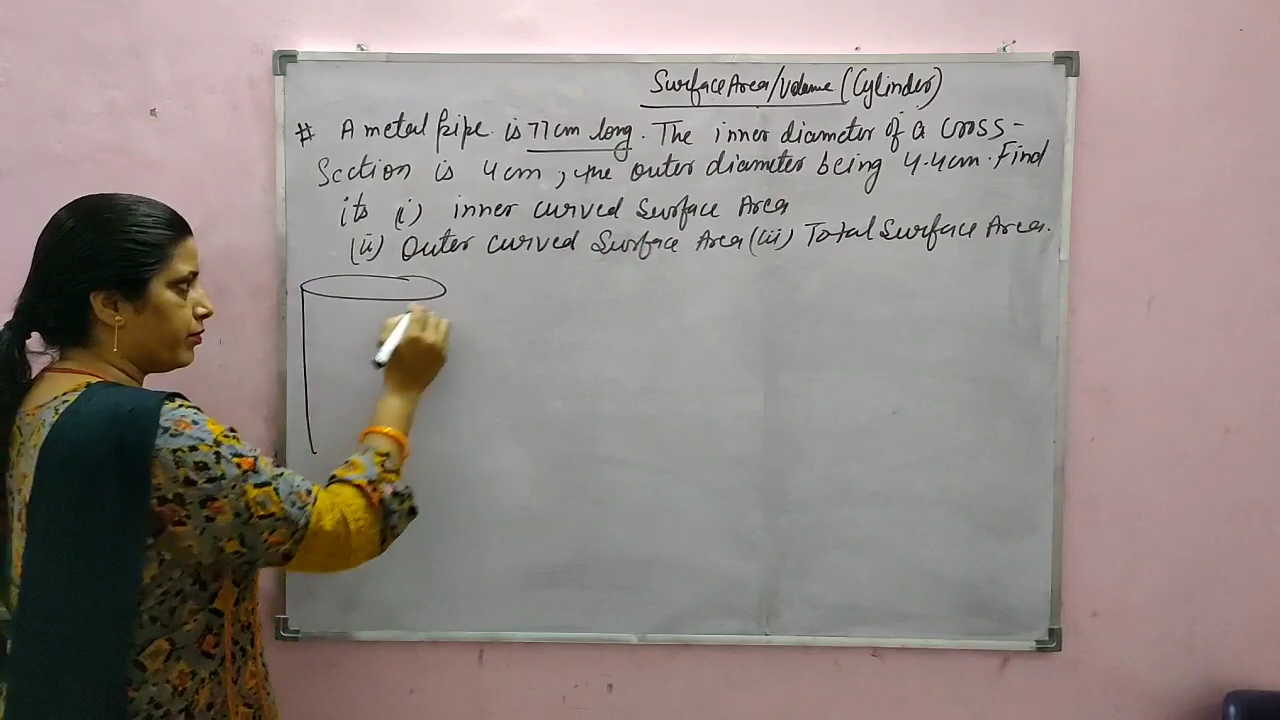 Surface Area/Volume (Cylinder)
# A metal pipe is 77cm long. The inner diameter of a cross-
Section is 4cm, the outer diameter being 4.4cm. Find
its (i) inner curved Surface Area
(ii) Outer curved Surface Area (iii) Total Surface Area.